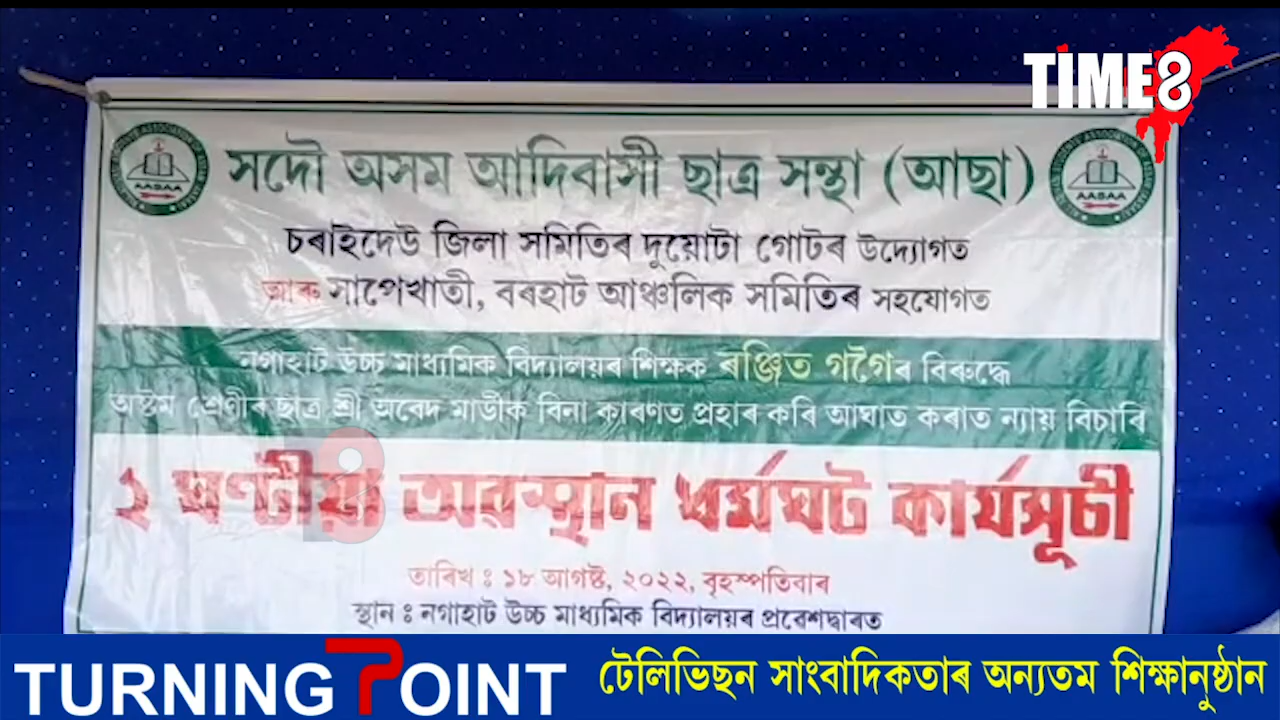 TIME8
সদৌ অসম আদিবাসী ছাত্ৰ সন্থা (আছা)
AASAA
AASAA
চৰাইদেউ জিলা সমিতিৰ দুয়োটা গোটৰ উদ্যোগত
আৰু সাপেখাতী, বৰহাট আঞ্চলিক সমিতিৰ সহযোগত
নগাহাট উচ্চ মাধ্যমিক বিদ্যালয়ৰ শিক্ষক ৰঞ্জিত গগৈৰ বিৰুদ্ধে
অষ্টম শ্ৰেণীৰ ছাত্ৰ শ্ৰী অবেদ মাডীক বিনা কাৰণত প্ৰহাৰ কৰি আঘাত কৰাত ন্যায় বিচাৰি
২ ঘণ্টীয়া অৱস্থান ধৰ্মঘট কাৰ্যসূচী
তাৰিখ ঃ ১৮ আগষ্ট, ২০২২, বৃহস্পতিবাৰ
স্থান ঃ নগাহাট উচ্চ মাধ্যমিক বিদ্যালয়ৰ প্ৰৱেশদ্বাৰত
TURNING POINT টেলিভিছন সাংবাদিকতাৰ অন্যতম শিক্ষানুষ্ঠান